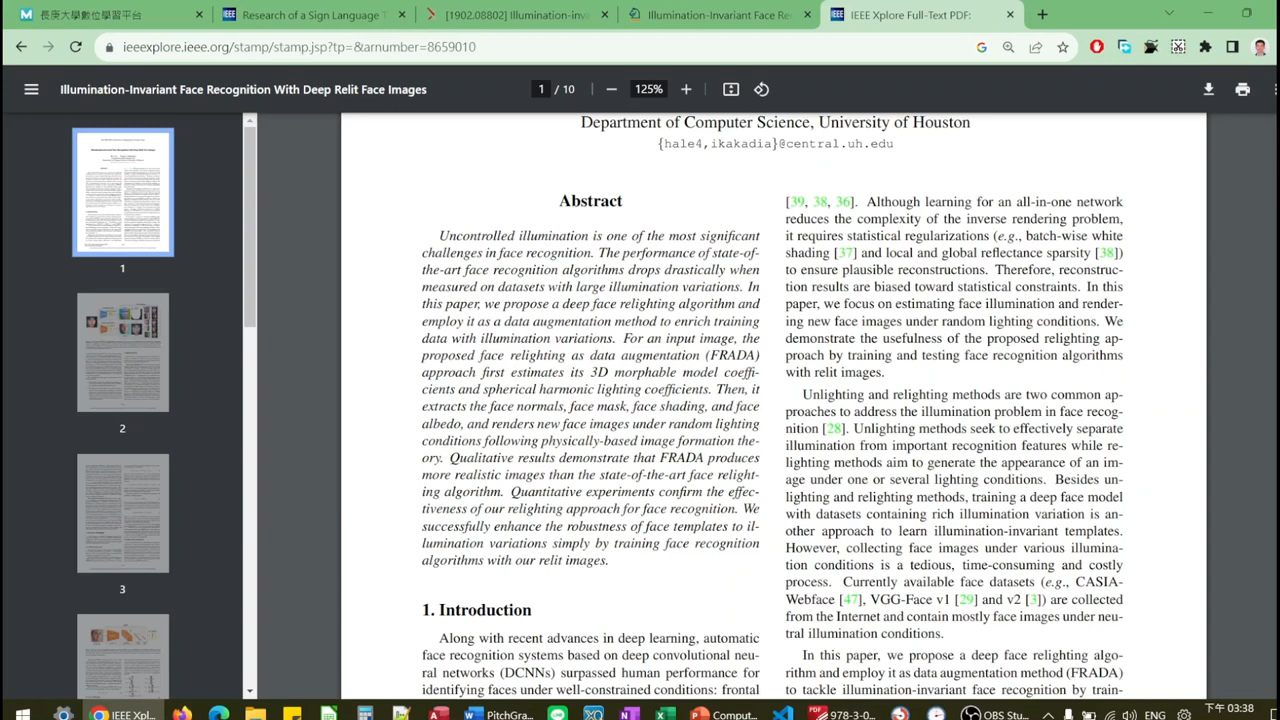 長庚大學數位學習平台
Research of a Sign Language T
[1902.08802] Illumination-inva
Illumination-Invariant Face Re
IEEE Xplore Full-Text PDF:
ieeexplore.ieee.org/stamp/stamp.jsp?tp=&arnumber=8659010
Illumination-Invariant Face Recognition With Deep Relit Face Images
1 / 10
125%
1
2
3
Department of Computer Science, University of Houston
{hale4,ikakadia}@central.uh.edu
Abstract
Uncontrolled illumination is one of the most significant
challenges in face recognition. The performance of state-of-
the-art face recognition algorithms drops drastically when
measured on datasets with large illumination variations. In
this paper, we propose a deep face relighting algorithm and
employ it as a data augmentation method to enrich training
data with illumination variations. For an input image, the
proposed face relighting as data augmentation (FRADA)
approach first estimates its 3D morphable model coeffi-
cients and spherical harmonic lighting coefficients. Then, it
extracts the face normals, face mask, face shading, and face
albedo, and renders new face images under random lighting
conditions following physically-based image formation the-
ory. Qualitative results demonstrate that FRADA produces
more realistic images than the state-of-the-art face relight-
ing algorithm. Quantitative experiments confirm the effec-
tiveness of our relighting approach for face recognition. We
successfully enhance the robustness of face templates to il-
lumination variations simply by training face recognition
algorithms with our relit images.
1. Introduction
Along with recent advances in deep learning, automatic
face recognition systems based on deep convolutional neu-
ral networks (DCNNs) surpassed human performance for
identifying faces under well-constrained conditions: frontal
Although learning for an all-in-one network
reduces the complexity of the inverse rendering problem,
it requires statistical regularizations (e.g., batch-wise white
shading [37] and local and global reflectance sparsity [38])
to ensure plausible reconstructions. Therefore, reconstruc-
tion results are biased toward statistical constraints. In this
paper, we focus on estimating face illumination and render-
ing new face images under random lighting conditions. We
demonstrate the usefulness of the proposed relighting ap-
proach by training and testing face recognition algorithms
with relit images.
Unlighting and relighting methods are two common ap-
proaches to address the illumination problem in face recog-
nition [28]. Unlighting methods seek to effectively separate
illumination from important recognition features while re-
lighting methods aim to generate the appearance of an im-
age under one or several lighting conditions. Besides un-
lighting and relighting methods, training a deep face model
with datasets containing rich illumination variation is an-
other approach to learn illumination-invariant templates.
However, collecting face images under various illumina-
tion conditions is a tedious, time-consuming and costly
process. Currently available face datasets (e.g., CASIA-
Webface [47], VGG-Face v1 [29] and v2 [3]) are collected
from the Internet and contain mostly face images under neu-
tral illumination conditions.
In this paper, we propose a deep face relighting algo-
rithm and employ it as data augmentation method (FRADA)
to tackle illumination-invariant face recognition by train-
IEEE Xpl...
PitchGra...
Comput...
978-3-0...
OBS Stu...
ENG
下午 03:38